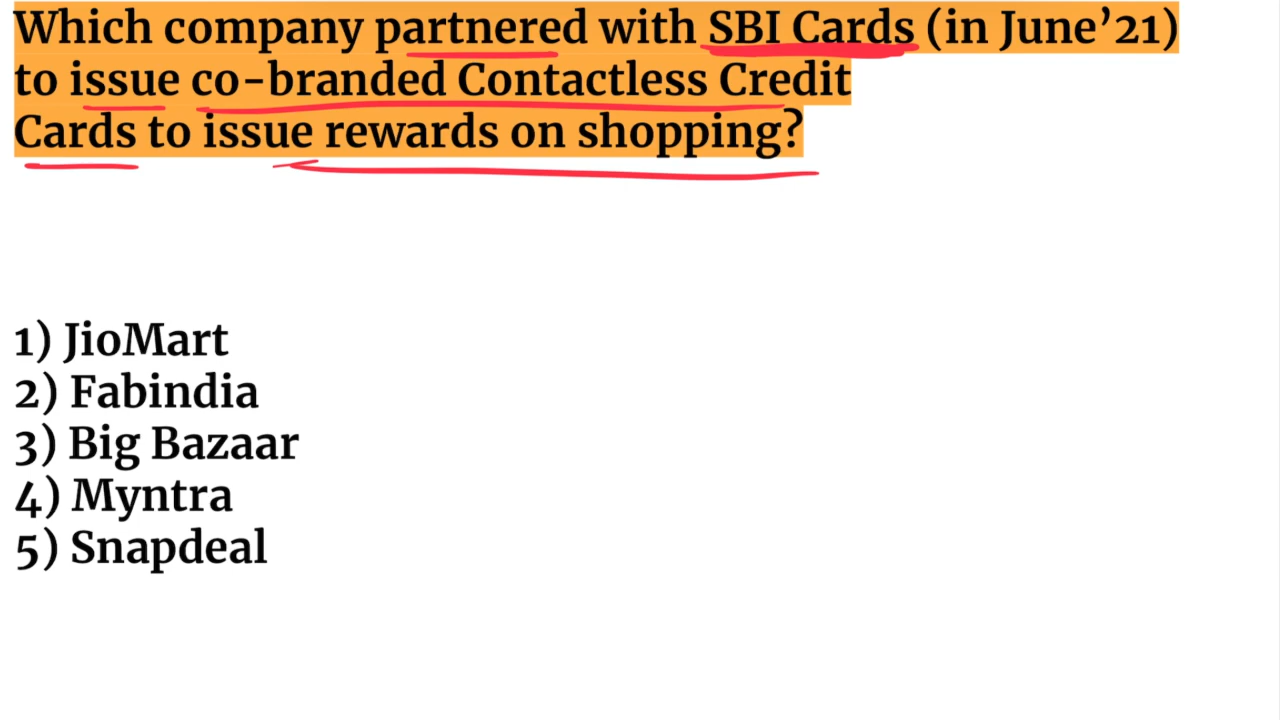 Which company partnered with SBI Cards (in June’21)
to issue co-branded Contactless Credit
Cards to issue rewards on shopping?
1) JioMart
2) Fabindia
3) Big Bazaar
4) Myntra
5) Snapdeal